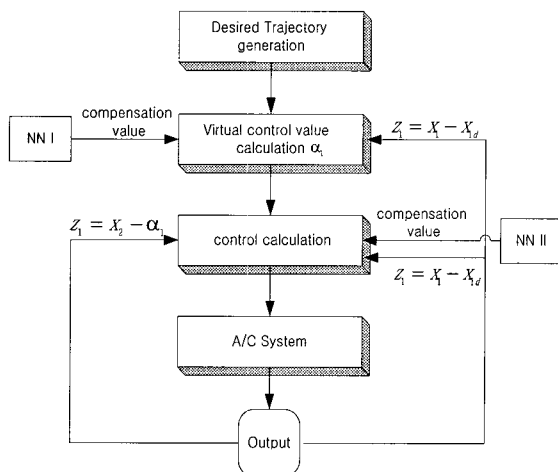 Desired Trajectory
generation
NN I
compensation
value
Virtual control value
calculation α₁
Z₁ = X₁ − X₁d
Z₁ = X₂ − α₁
control calculation
compensation
value
NN II
Z₁ = X₁ − X₁d
A/C System
Output